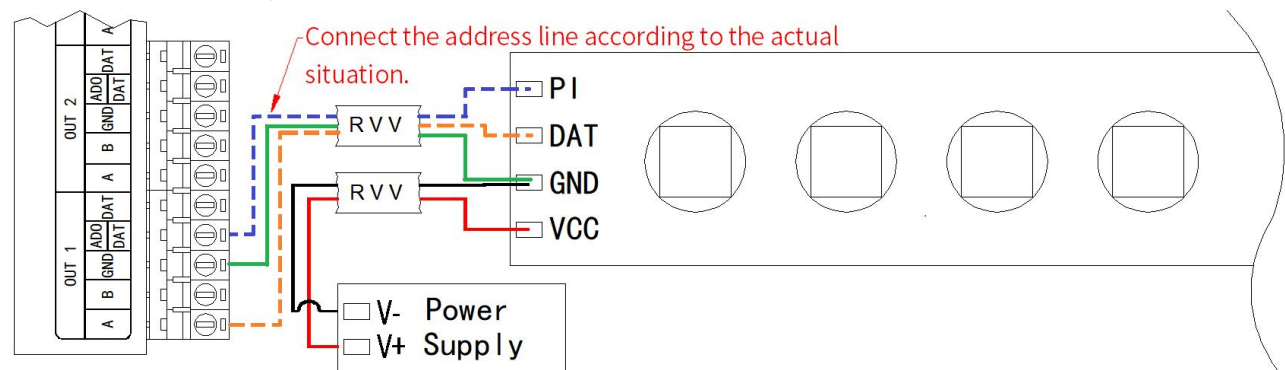 Connect the address line according to the actual
situation.
A
DAT
ADO
DAT
GND
B
A
OUT 2
DAT
ADO
DAT
GND
B
A
OUT 1
RVV
RVV
PI
DAT
GND
VCC
V- Power
V+ Supply